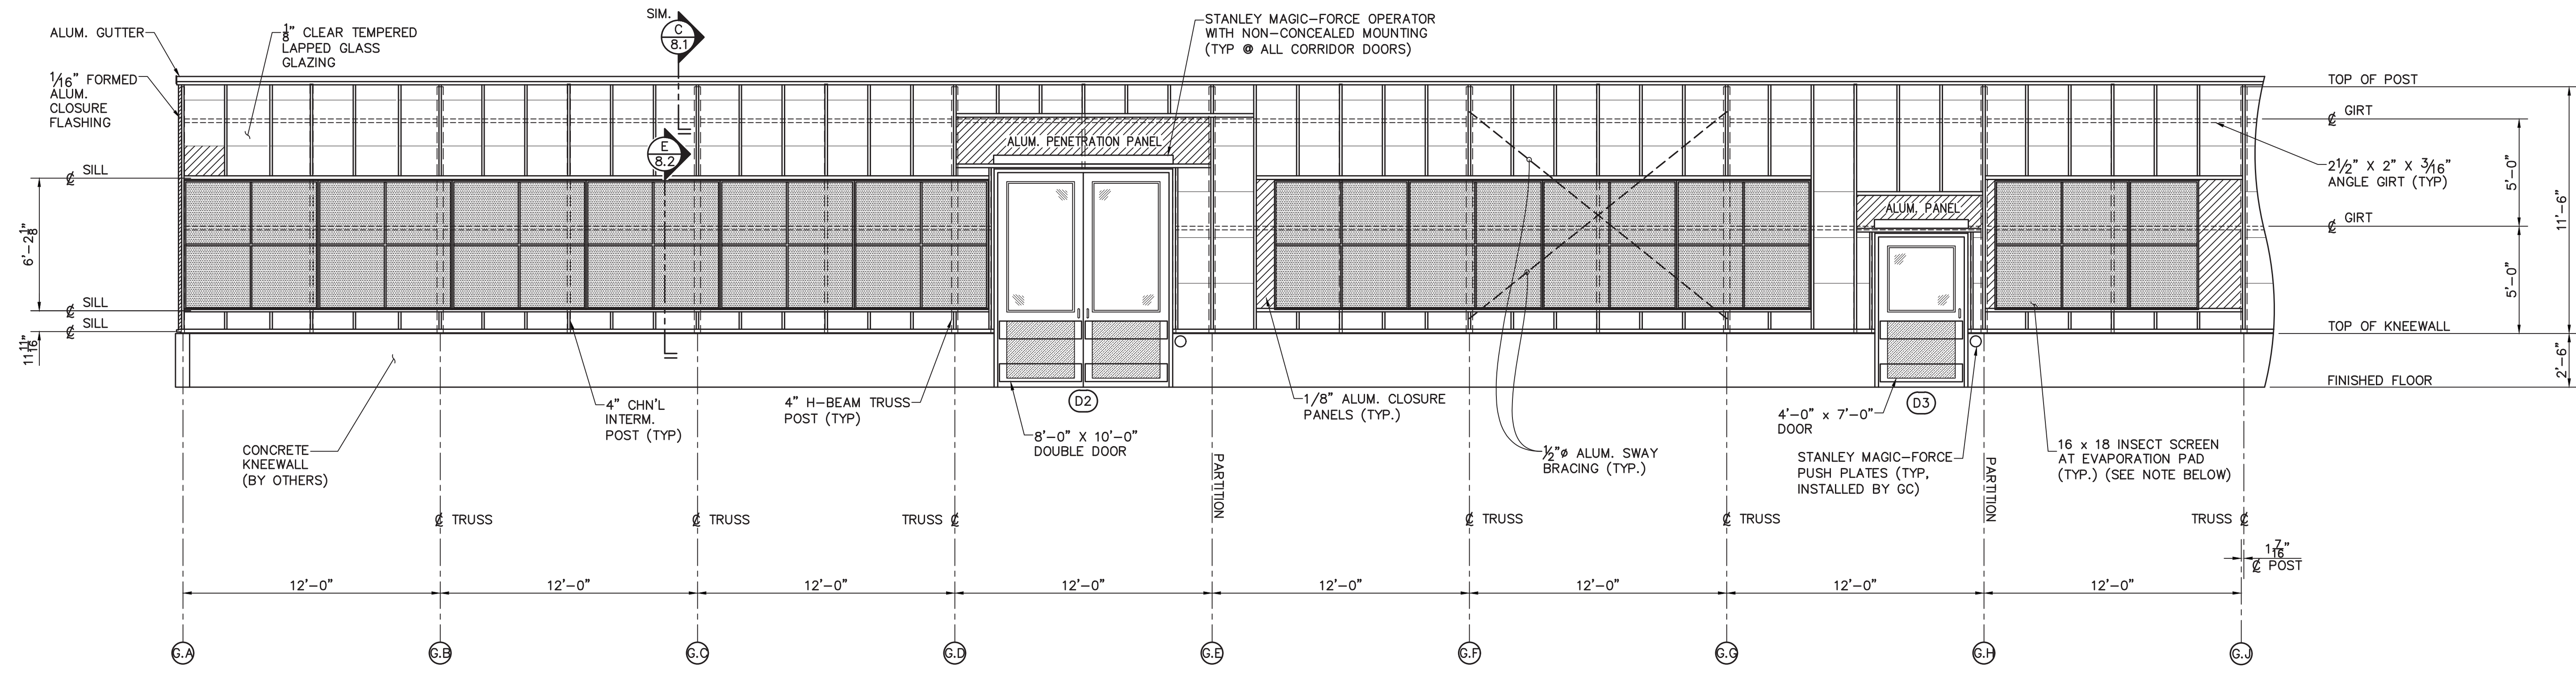 SIM.
C
8.1
ALUM. GUTTER
1/8" CLEAR TEMPERED
LAPPED GLASS
GLAZING
1/16" FORMED
ALUM.
CLOSURE
FLASHING
STANLEY MAGIC-FORCE OPERATOR
WITH NON-CONCEALED MOUNTING
(TYP @ ALL CORRIDOR DOORS)
TOP OF POST
℄ GIRT
2 1/2" X 2" X 3/16"
ANGLE GIRT (TYP)
℄ GIRT
5'-0"
5'-0"
11'-6"
TOP OF KNEEWALL
2'-6"
FINISHED FLOOR
E
8.2
ALUM. PENETRATION PANEL
ALUM. PANEL
℄ SILL
6'-2 1/8"
℄ SILL
℄ SILL
11 11/16"
CONCRETE
KNEEWALL
(BY OTHERS)
4" CHN'L
INTERM.
POST (TYP)
4" H-BEAM TRUSS
POST (TYP)
D2
8'-0" X 10'-0"
DOUBLE DOOR
1/8" ALUM. CLOSURE
PANELS (TYP.)
1/2"ø ALUM. SWAY
BRACING (TYP.)
D3
4'-0" x 7'-0"
DOOR
STANLEY MAGIC-FORCE
PUSH PLATES (TYP,
INSTALLED BY GC)
16 x 18 INSECT SCREEN
AT EVAPORATION PAD
(TYP.) (SEE NOTE BELOW)
PARTITION
PARTITION
℄ TRUSS
℄ TRUSS
TRUSS ℄
℄ TRUSS
℄ TRUSS
TRUSS ℄
1 7/16"
℄ POST
12'-0"
12'-0"
12'-0"
12'-0"
12'-0"
12'-0"
12'-0"
12'-0"
G.A
G.B
G.C
G.D
G.E
G.F
G.G
G.H
G.J